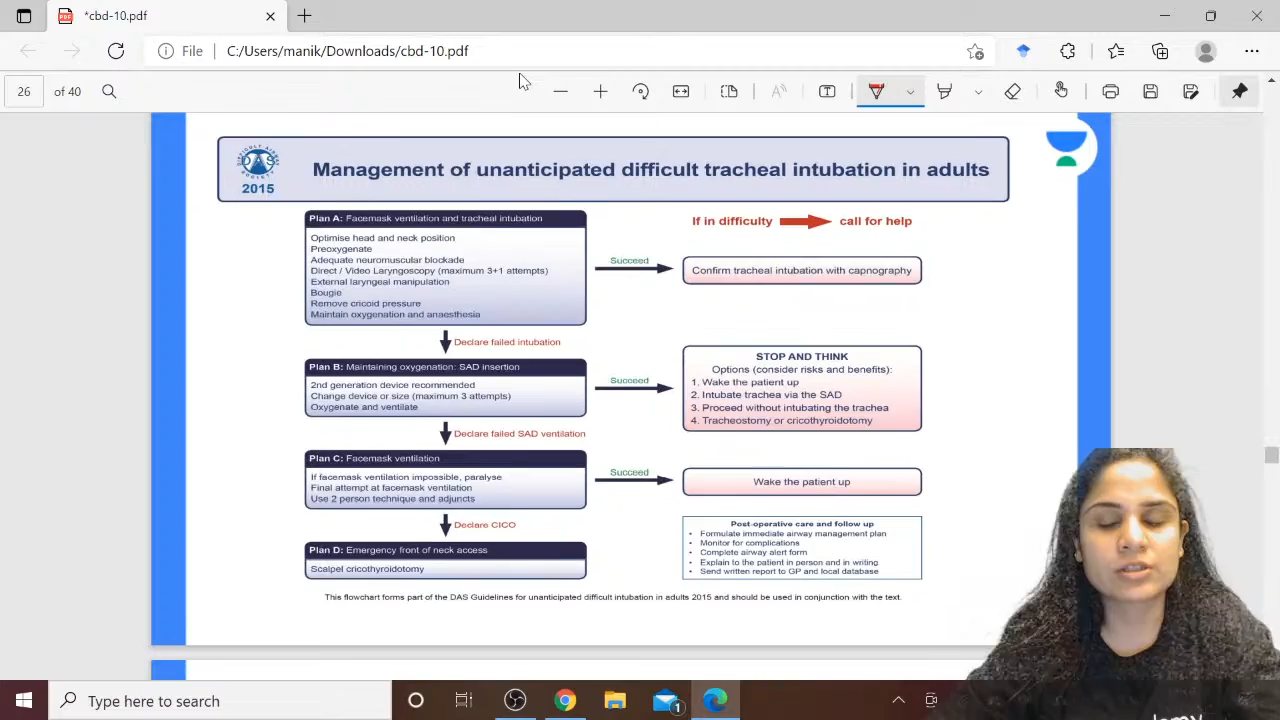 *cbd-10.pdf
File C:/Users/manik/Downloads/cbd-10.pdf
26 of 40
DIFFICULT AIRWAY SOCIETY
DAS
2015
Management of unanticipated difficult tracheal intubation in adults
Plan A: Facemask ventilation and tracheal intubation
Optimise head and neck position
Preoxygenate
Adequate neuromuscular blockade
Direct / Video Laryngoscopy (maximum 3+1 attempts)
External laryngeal manipulation
Bougie
Remove cricoid pressure
Maintain oxygenation and anaesthesia
If in difficulty call for help
Succeed
Confirm tracheal intubation with capnography
Declare failed intubation
Plan B: Maintaining oxygenation: SAD insertion
2nd generation device recommended
Change device or size (maximum 3 attempts)
Oxygenate and ventilate
Succeed
STOP AND THINK
Options (consider risks and benefits):
1. Wake the patient up
2. Intubate trachea via the SAD
3. Proceed without intubating the trachea
4. Tracheostomy or cricothyroidotomy
Declare failed SAD ventilation
Plan C: Facemask ventilation
If facemask ventilation impossible, paralyse
Final attempt at facemask ventilation
Use 2 person technique and adjuncts
Succeed
Wake the patient up
Declare CICO
Plan D: Emergency front of neck access
Scalpel cricothyroidotomy
Post-operative care and follow up
• Formulate immediate airway management plan
• Monitor for complications
• Complete airway alert form
• Explain to the patient in person and in writing
• Send written report to GP and local database
This flowchart forms part of the DAS Guidelines for unanticipated difficult intubation in adults 2015 and should be used in conjunction with the text.
Type here to search
1